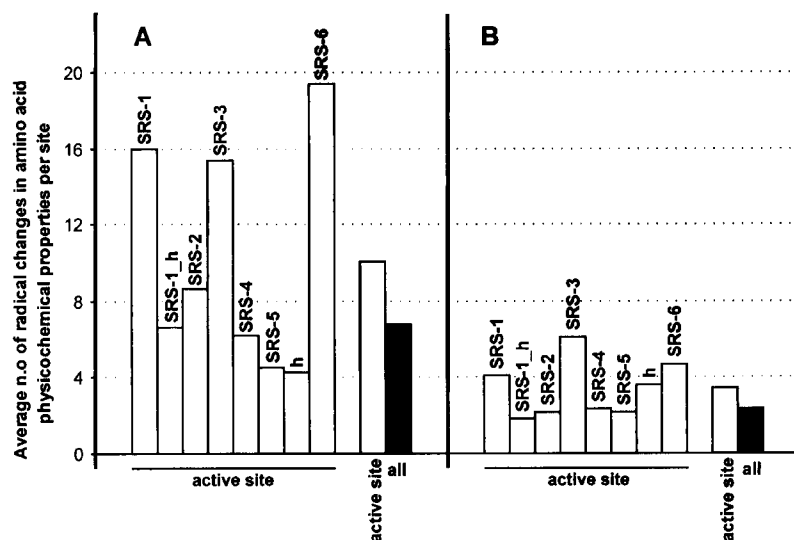 Average n.o of radical changes in amino acid
physicochemical properties per site
20
16
12
8
4
0
A
SRS-1
SRS-1_h
SRS-2
SRS-3
SRS-4
SRS-5
h
SRS-6
active site
active site
all
B
SRS-1
SRS-1_h
SRS-2
SRS-3
SRS-4
SRS-5
h
SRS-6
active site
active site
all